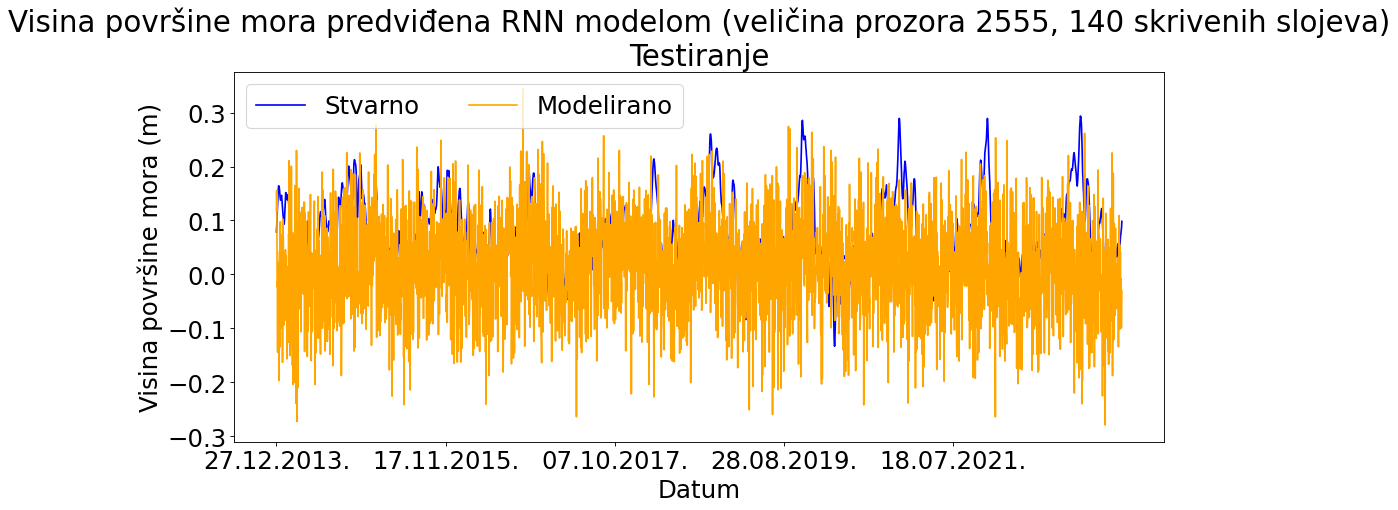 Visina površine mora predviđena RNN modelom (veličina prozora 2555, 140 skrivenih slojeva)
Testiranje
Stvarno Modelirano
Visina površine mora (m)
0.3
0.2
0.1
0.0
−0.1
−0.2
−0.3
27.12.2013. 17.11.2015. 07.10.2017. 28.08.2019. 18.07.2021.
Datum